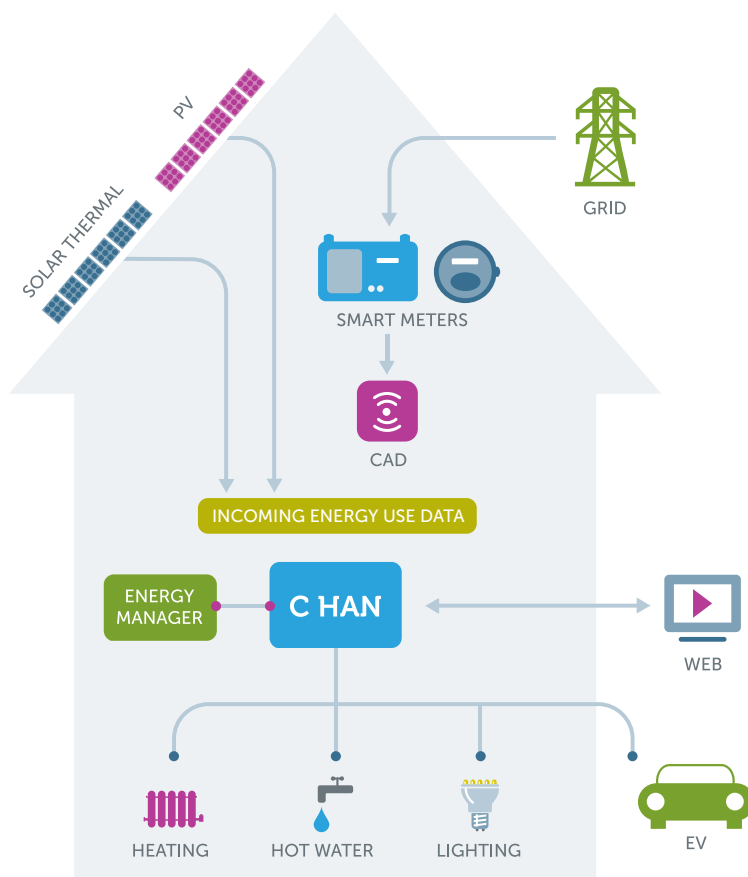 PV
SOLAR THERMAL
GRID
SMART METERS
CAD
INCOMING ENERGY USE DATA
ENERGY
MANAGER
C HAN
WEB
HEATING
HOT WATER
LIGHTING
EV